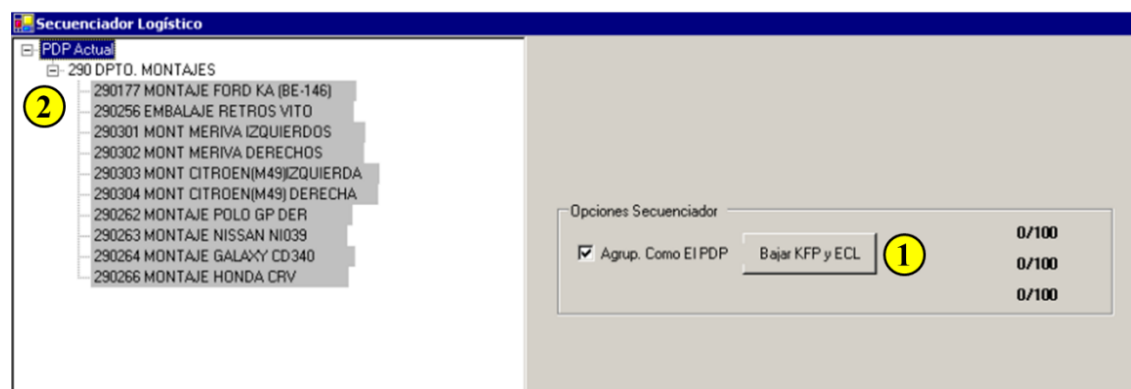 Secuenciador Logístico
PDP Actual
290 DPTO. MONTAJES
2
290177 MONTAJE FORD KA (BE-146)
290256 EMBALAJE RETROS VITO
290301 MONT MERIVA IZQUIERDOS
290302 MONT MERIVA DERECHOS
290303 MONT CITROEN(M49)IZQUIERDA
290304 MONT CITROEN(M49) DERECHA
290262 MONTAJE POLO GP DER
290263 MONTAJE NISSAN NI039
290264 MONTAJE GALAXY CD340
290266 MONTAJE HONDA CRV
Opciones Secuenciador
Agrup. Como El PDP
Bajar KFP y ECL
1
0/100
0/100
0/100